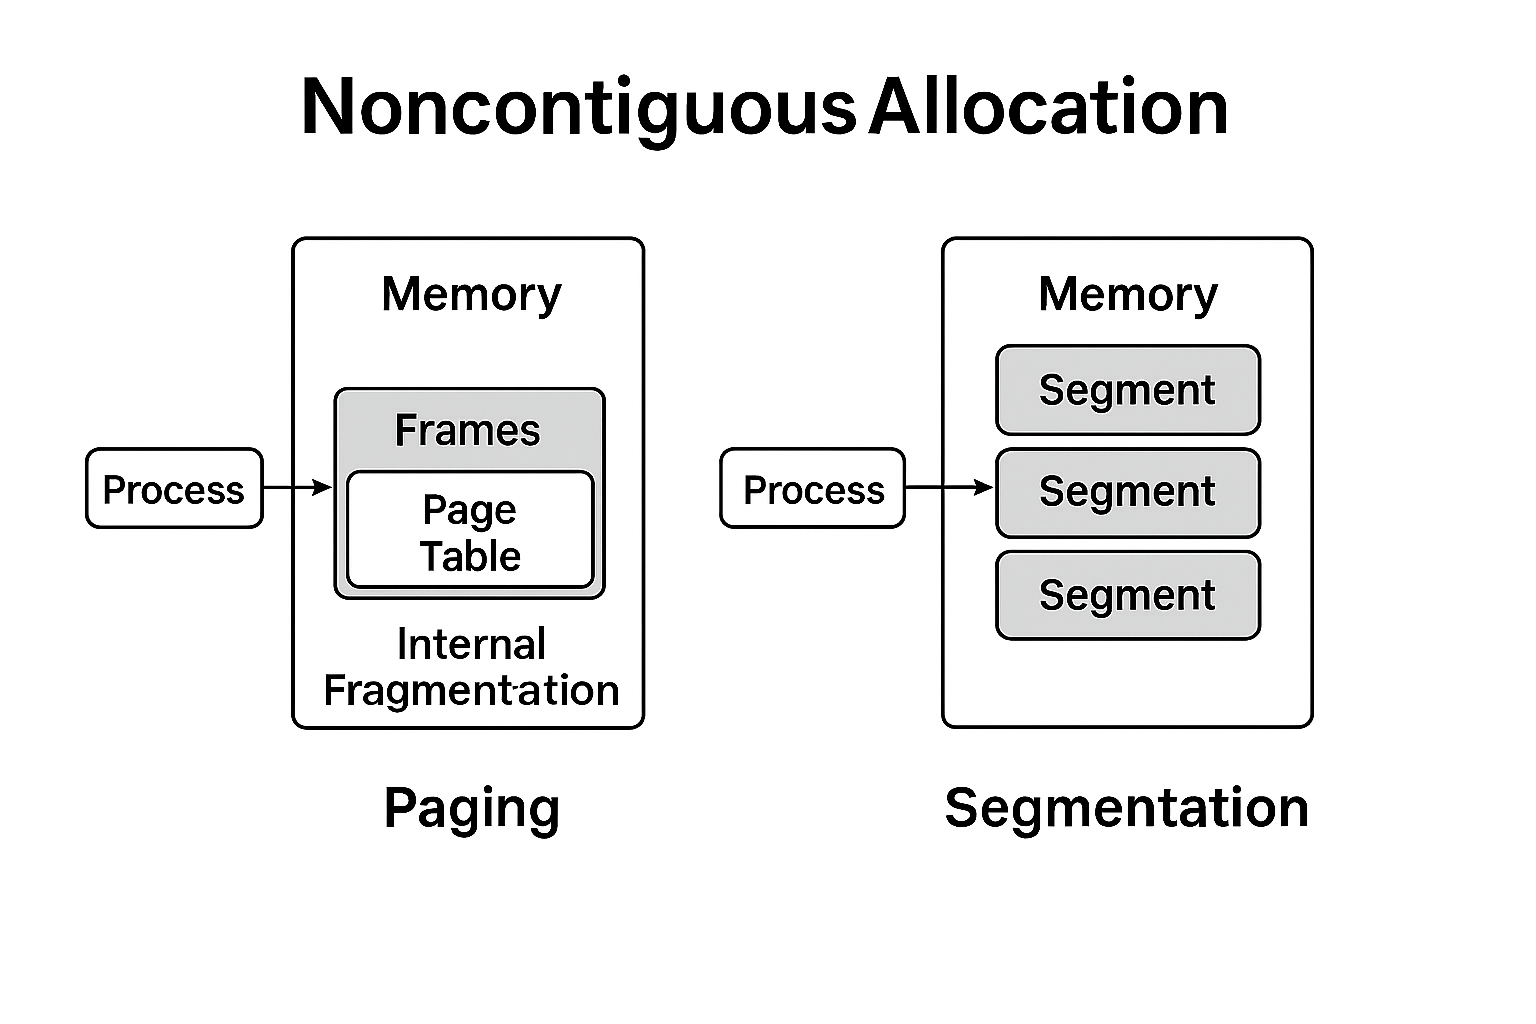 Noncontiguous Allocation
Process
Memory
Frames
Page
Table
Internal
Fragmentation
Paging
Process
Memory
Segment
Segment
Segment
Segmentation